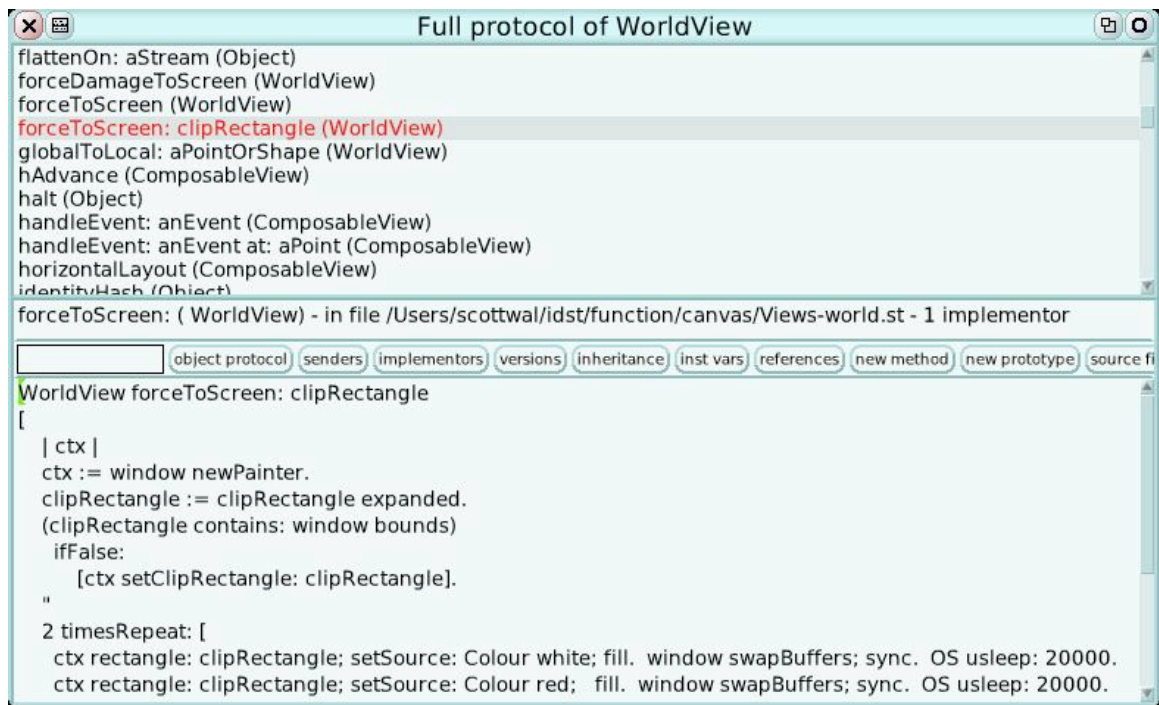 Full protocol of WorldView
flattenOn: aStream (Object)
forceDamageToScreen (WorldView)
forceToScreen (WorldView)
forceToScreen: clipRectangle (WorldView)
globalToLocal: aPointOrShape (WorldView)
hAdvance (ComposableView)
halt (Object)
handleEvent: anEvent (ComposableView)
handleEvent: anEvent at: aPoint (ComposableView)
horizontalLayout (ComposableView)
identityHash (Object)
forceToScreen: ( WorldView) - in file /Users/scottwal/idst/function/canvas/Views-world.st - 1 implementor
object protocol senders implementors versions inheritance inst vars references new method new prototype source fi
WorldView forceToScreen: clipRectangle
[
| ctx |
ctx := window newPainter.
clipRectangle := clipRectangle expanded.
(clipRectangle contains: window bounds)
ifFalse:
[ctx setClipRectangle: clipRectangle].
"
2 timesRepeat: [
ctx rectangle: clipRectangle; setSource: Colour white; fill.  window swapBuffers; sync.  OS usleep: 20000.
ctx rectangle: clipRectangle; setSource: Colour red;   fill.  window swapBuffers; sync.  OS usleep: 20000.